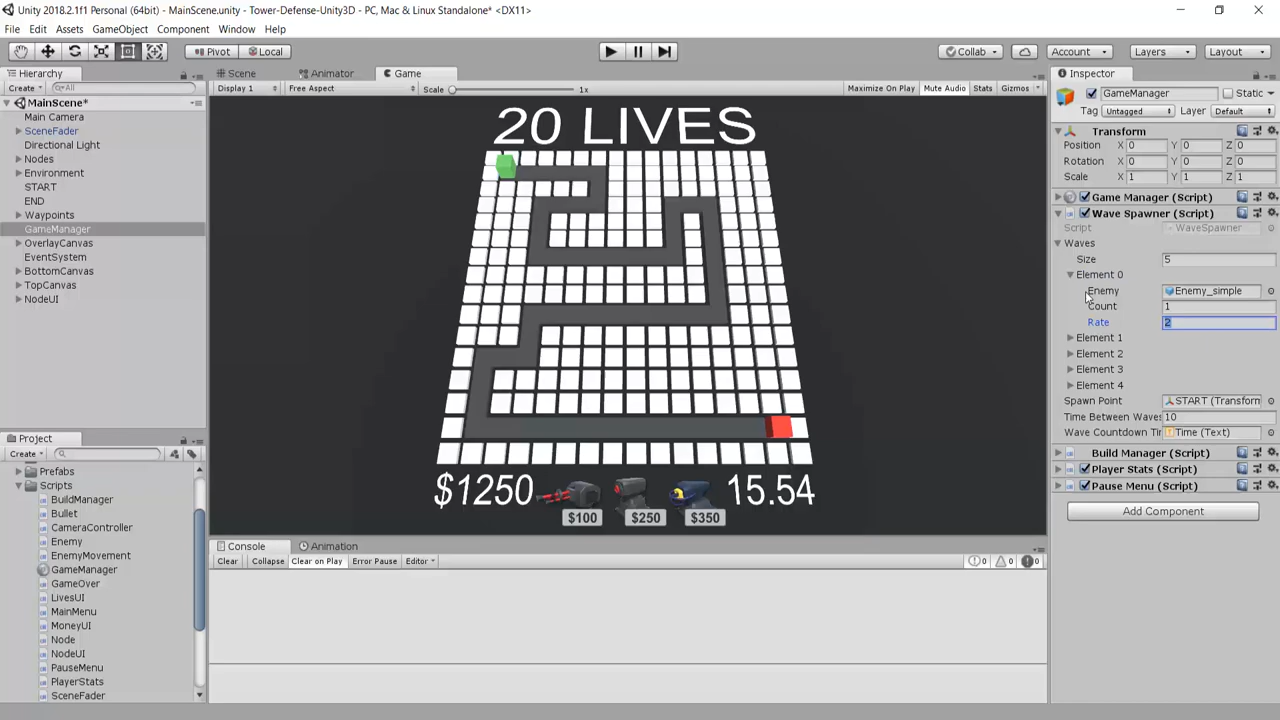 Unity 2018.2.1f1 Personal (64bit) - MainScene.unity - Tower-Defense-Unity3D - PC, Mac & Linux Standalone* <DX11>
File Edit Assets GameObject Component Window Help
Pivot Local Collab Account Layers Layout
Hierarchy
Create All
MainScene*
Main Camera
SceneFader
Directional Light
Nodes
Environment
START
END
Waypoints
GameManager
OverlayCanvas
EventSystem
BottomCanvas
TopCanvas
NodeUI
Project
Create
Prefabs
Scripts
BuildManager
Bullet
CameraController
Enemy
EnemyMovement
GameManager
GameOver
LivesUI
MainMenu
MoneyUI
Node
NodeUI
PauseMenu
PlayerStats
SceneFader
Scene Animator Game
Display 1 Free Aspect Scale 1x Maximize On Play Mute Audio Stats Gizmos
20 LIVES
$1250 15.54
$100 $250 $350
Console Animation
Clear Collapse Clear on Play Error Pause Editor 0 0 0
Inspector
GameManager Static
Tag Untagged Layer Default
Transform
Position X 0 Y 0 Z 0
Rotation X 0 Y 0 Z 0
Scale X 1 Y 1 Z 1
Game Manager (Script)
Wave Spawner (Script)
Script WaveSpawner
Waves
Size 5
Element 0
Enemy Enemy_simple
Count 1
Rate 2
Element 1
Element 2
Element 3
Element 4
Spawn Point START (Transform
Time Between Waves 10
Wave Countdown Tir Time (Text)
Build Manager (Script)
Player Stats (Script)
Pause Menu (Script)
Add Component